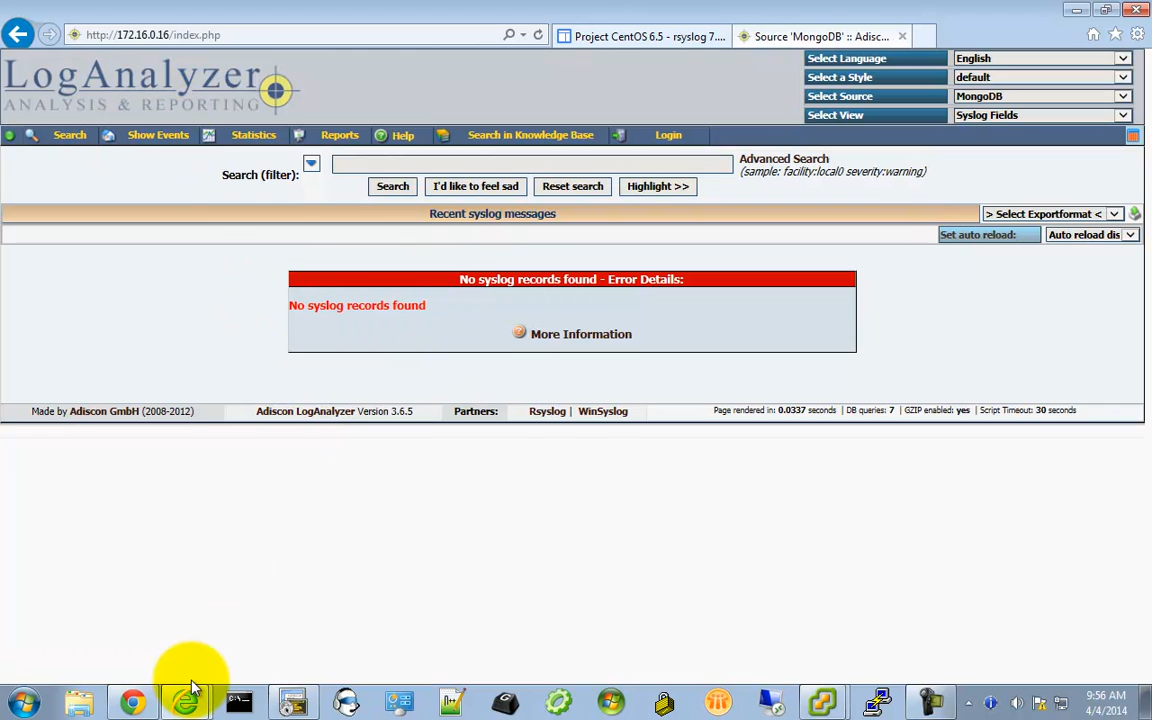 http://172.16.0.16/index.php
Project CentOS 6.5 - rsyslog 7....
Source 'MongoDB' :: Adisc...
LogAnalyzer
ANALYSIS & REPORTING
Select Language English
Select a Style default
Select Source MongoDB
Select View Syslog Fields
Search Show Events Statistics Reports Help Search in Knowledge Base Login
Search (filter):
Advanced Search
(sample: facility:local0 severity:warning)
Search I'd like to feel sad Reset search Highlight >>
Recent syslog messages > Select Exportformat <
Set auto reload: Auto reload dis
No syslog records found - Error Details:
No syslog records found
More Information
Made by Adiscon GmbH (2008-2012) Adiscon LogAnalyzer Version 3.6.5 Partners: Rsyslog | WinSyslog Page rendered in: 0.0337 seconds | DB queries: 7 | GZIP enabled: yes | Script Timeout: 30 seconds
9:56 AM
4/4/2014